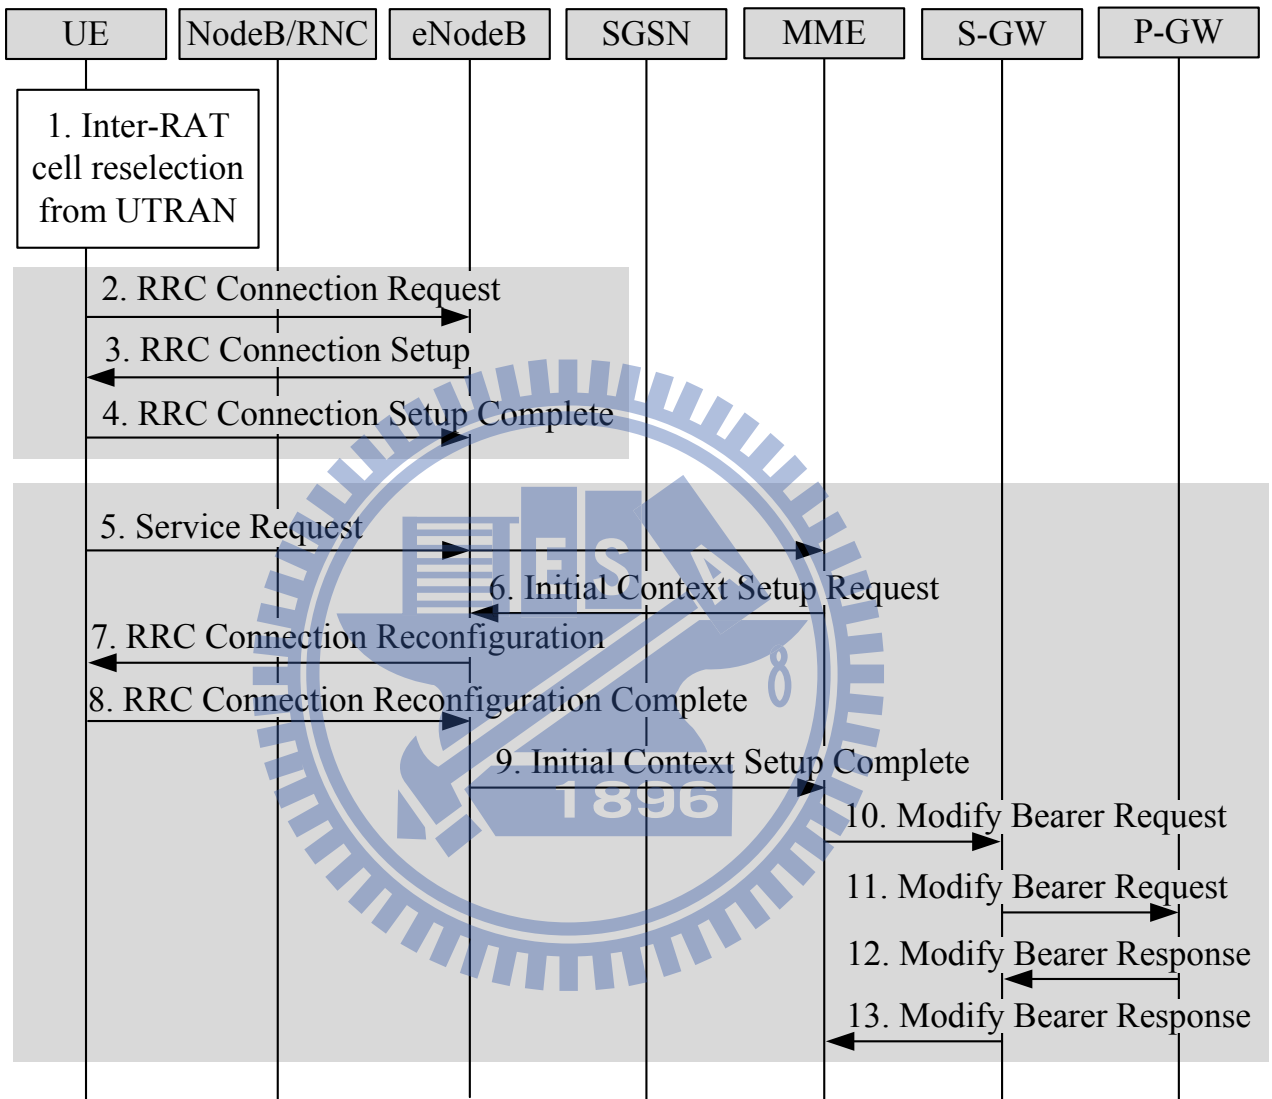 UE NodeB/RNC eNodeB SGSN MME S-GW P-GW
1. Inter-RAT
cell reselection
from UTRAN
2. RRC Connection Request
3. RRC Connection Setup
4. RRC Connection Setup Complete
5. Service Request
ESA
6. Initial Context Setup Request
7. RRC Connection Reconfiguration
8. RRC Connection Reconfiguration Complete
9. Initial Context Setup Complete
1896
10. Modify Bearer Request
11. Modify Bearer Request
12. Modify Bearer Response
13. Modify Bearer Response